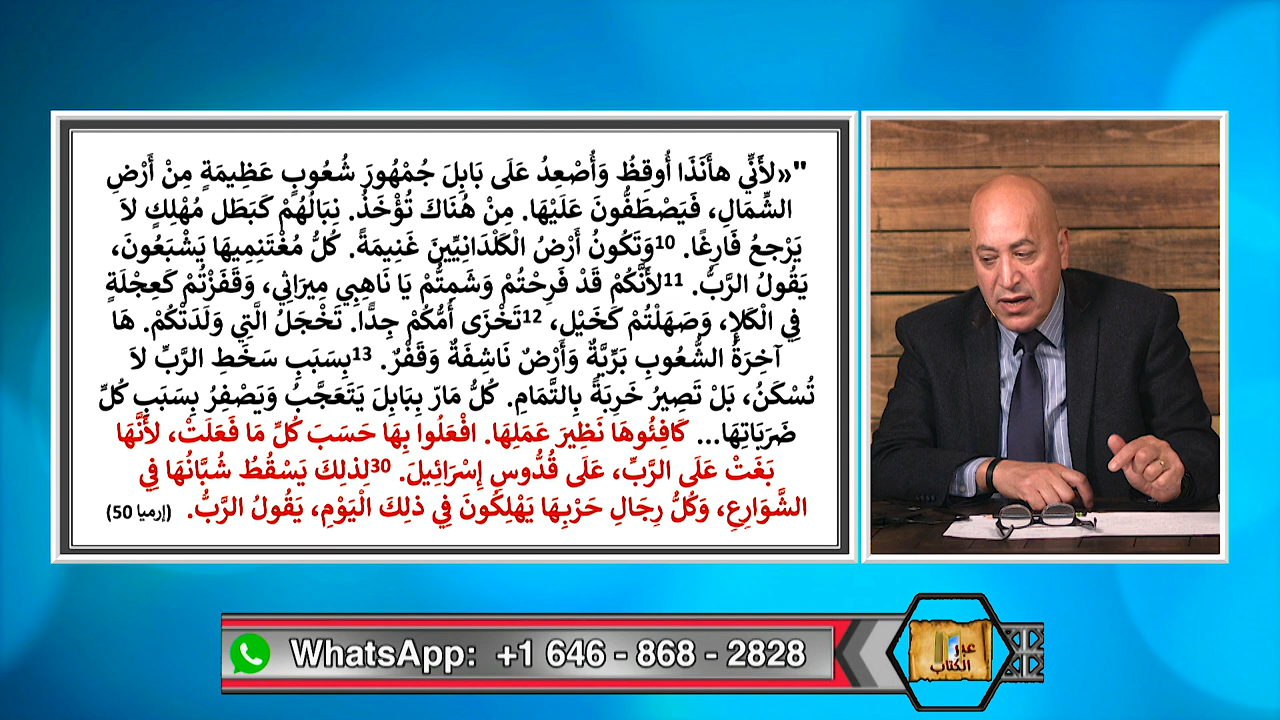 "«لأَنِّي هأَنَذَا أُوقِظُ وَأُصْعِدُ عَلَى بَابِلَ جُمْهُورَ شُعُوبٍ عَظِيمَةٍ مِنْ أَرْضِ
الشِّمَالِ، فَيَصْطَفُّونَ عَلَيْهَا. مِنْ هُنَاكَ تُؤْخَذُ. نِبَالُهُمْ كَبَطَل مُهْلِكٍ لاَ
يَرْجعُ فَارِغًا. 10وَتَكُونُ أَرْضُ الْكَلْدَانِيِّينَ غَنِيمَةً. كُلُّ مُغْتَنِمِيهَا يَشْبَعُونَ،
يَقُولُ الرَّبُّ. 11لأَنَّكُمْ قَدْ فَرِحْتُمْ وَشَمِتُّمْ يَا نَاهِبِي مِيرَاثِي، وَقَفَزْتُمْ كَعِجْلَةٍ
فِي الْكَلإِ، وَصَهَلْتُمْ كَخَيْل، 12تَخْزَى أُمُّكُمْ جِدًّا. تَخْجَلُ الَّتِي وَلَدَتْكُمْ. هَا
آخِرَةُ الشُّعُوبِ بَرِّيَّةٌ وَأَرْضٌ نَاشِفَةٌ وَقَفْرٌ. 13بِسَبَبِ سَخَطِ الرَّبِّ لاَ
تُسْكَنُ، بَلْ تَصِيرُ خَرِبَةً بِالتَّمَامِ. كُلُّ مَارّ بِبَابِلَ يَتَعَجَّبُ وَيَصْفِرُ بِسَبَبِ كُلِّ
ضَرَبَاتِهَا... كَافِئُوهَا نَظِيرَ عَمَلِهَا. افْعَلُوا بِهَا حَسَبَ كُلِّ مَا فَعَلَتْ، لأَنَّهَا
بَغَتْ عَلَى الرَّبِّ، عَلَى قُدُّوسِ إِسْرَائِيلَ. 30لِذلِكَ يَسْقُطُ شُبَّانُهَا فِي
الشَّوَارِعِ، وَكُلُّ رِجَالِ حَرْبِهَا يَهْلِكُونَ فِي ذلِكَ الْيَوْمِ، يَقُولُ الرَّبُّ. (إرميا 50)
WhatsApp: +1 646 - 868 - 2828
عبر
الكتاب